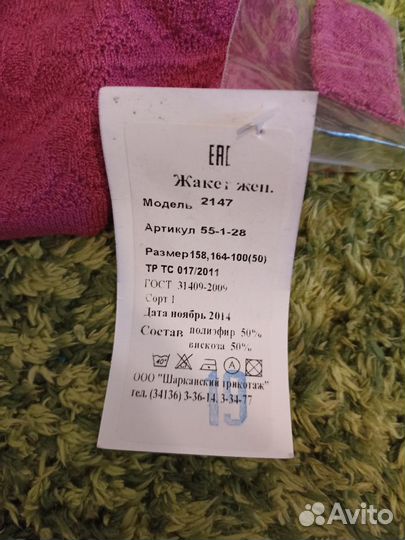 EAC
Жакет жен.
Модель 2147
Артикул 55-1-28
Размер 158,164-100(50)
ТР ТС 017/2011
ГОСТ 31409-2009
Сорт 1
Дата ноябрь 2014
Состав полиэфир 50%
вискота 50%
40°
A
ООО "Шарканский трикотаж"
тел. (34136) 3-36-14, 3-34-77
Avito